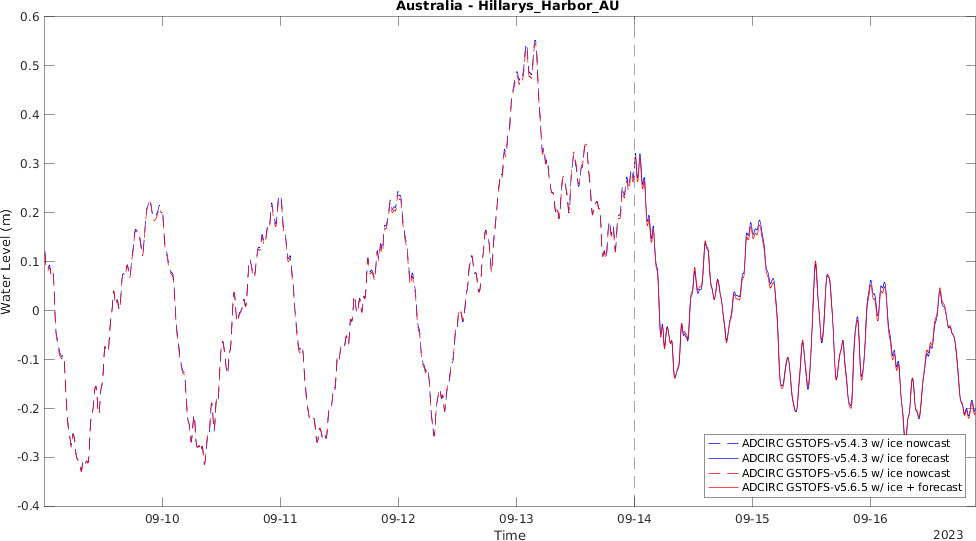 Australia - Hillarys_Harbor_AU
0.6
0.5
0.4
0.3
0.2
0.1
0
-0.1
-0.2
-0.3
-0.4
Water Level (m)
ADCIRC GSTOFS-v5.4.3 w/ ice nowcast
ADCIRC GSTOFS-v5.4.3 w/ ice forecast
ADCIRC GSTOFS-v5.6.5 w/ ice nowcast
ADCIRC GSTOFS-v5.6.5 w/ ice + forecast
09-10 09-11 09-12 09-13 09-14 09-15 09-16
Time
2023